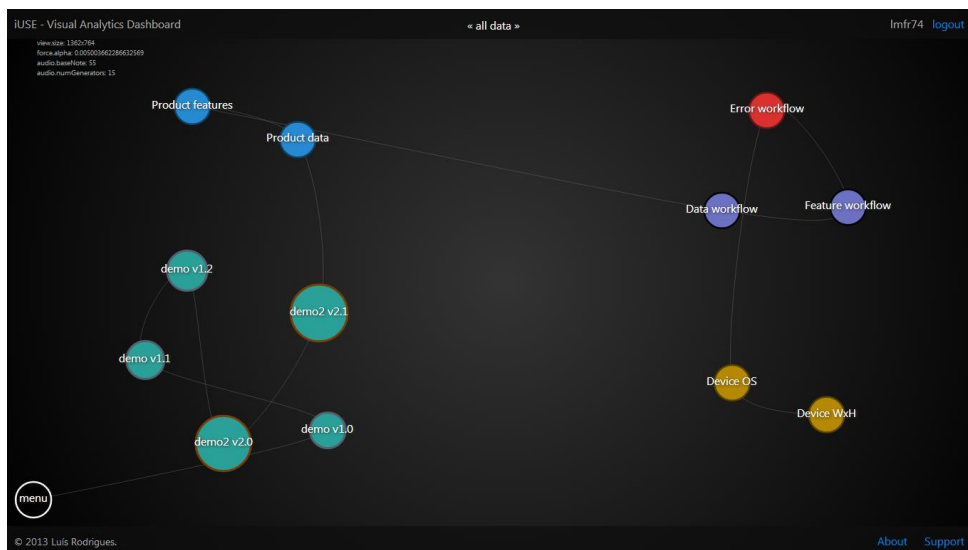 iUSE - Visual Analytics Dashboard
« all data »
lmfr74 logout
view.size: 1362x764
force.alpha: 0.005003662286632569
audio.baseNote: 55
audio.numGenerators: 15
Product features
Error workflow
Product data
Data workflow
Feature workflow
demo v1.2
demo2 v2.1
demo v1.1
Device OS
Device WxH
demo v1.0
demo2 v2.0
menu
© 2013 Luís Rodrigues.
About Support